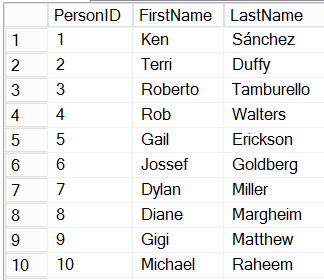 PersonID FirstName LastName
1 1 Ken Sánchez
2 2 Terri Duffy
3 3 Roberto Tamburello
4 4 Rob Walters
5 5 Gail Erickson
6 6 Jossef Goldberg
7 7 Dylan Miller
8 8 Diane Margheim
9 9 Gigi Matthew
10 10 Michael Raheem